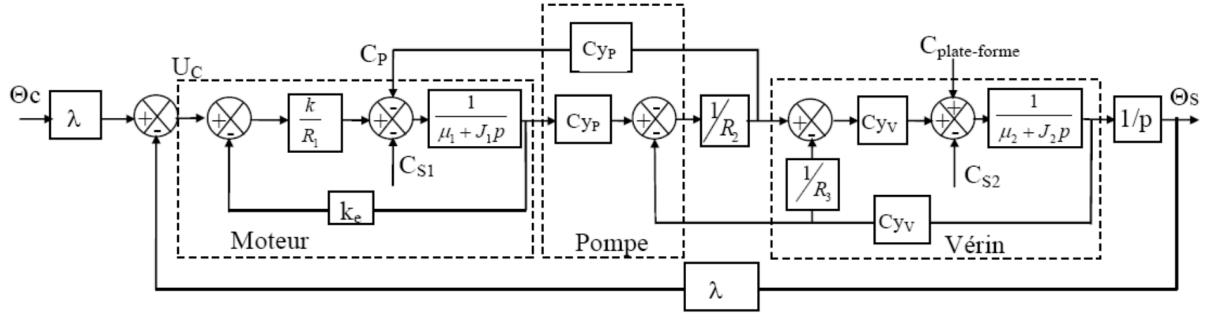 Cy_P
C_P
C_plate-forme
U_C
Θc
λ
k/R_1
1/(μ_1 + J_1p)
Cy_P
1/R_2
Cy_V
1/(μ_2 + J_2p)
1/p
Θs
C_S1
1/R_3
C_S2
k_e
Cy_V
Moteur
Pompe
Vérin
λ
+
-
+
-
+
-
-
+
-
+
-
+
+
-